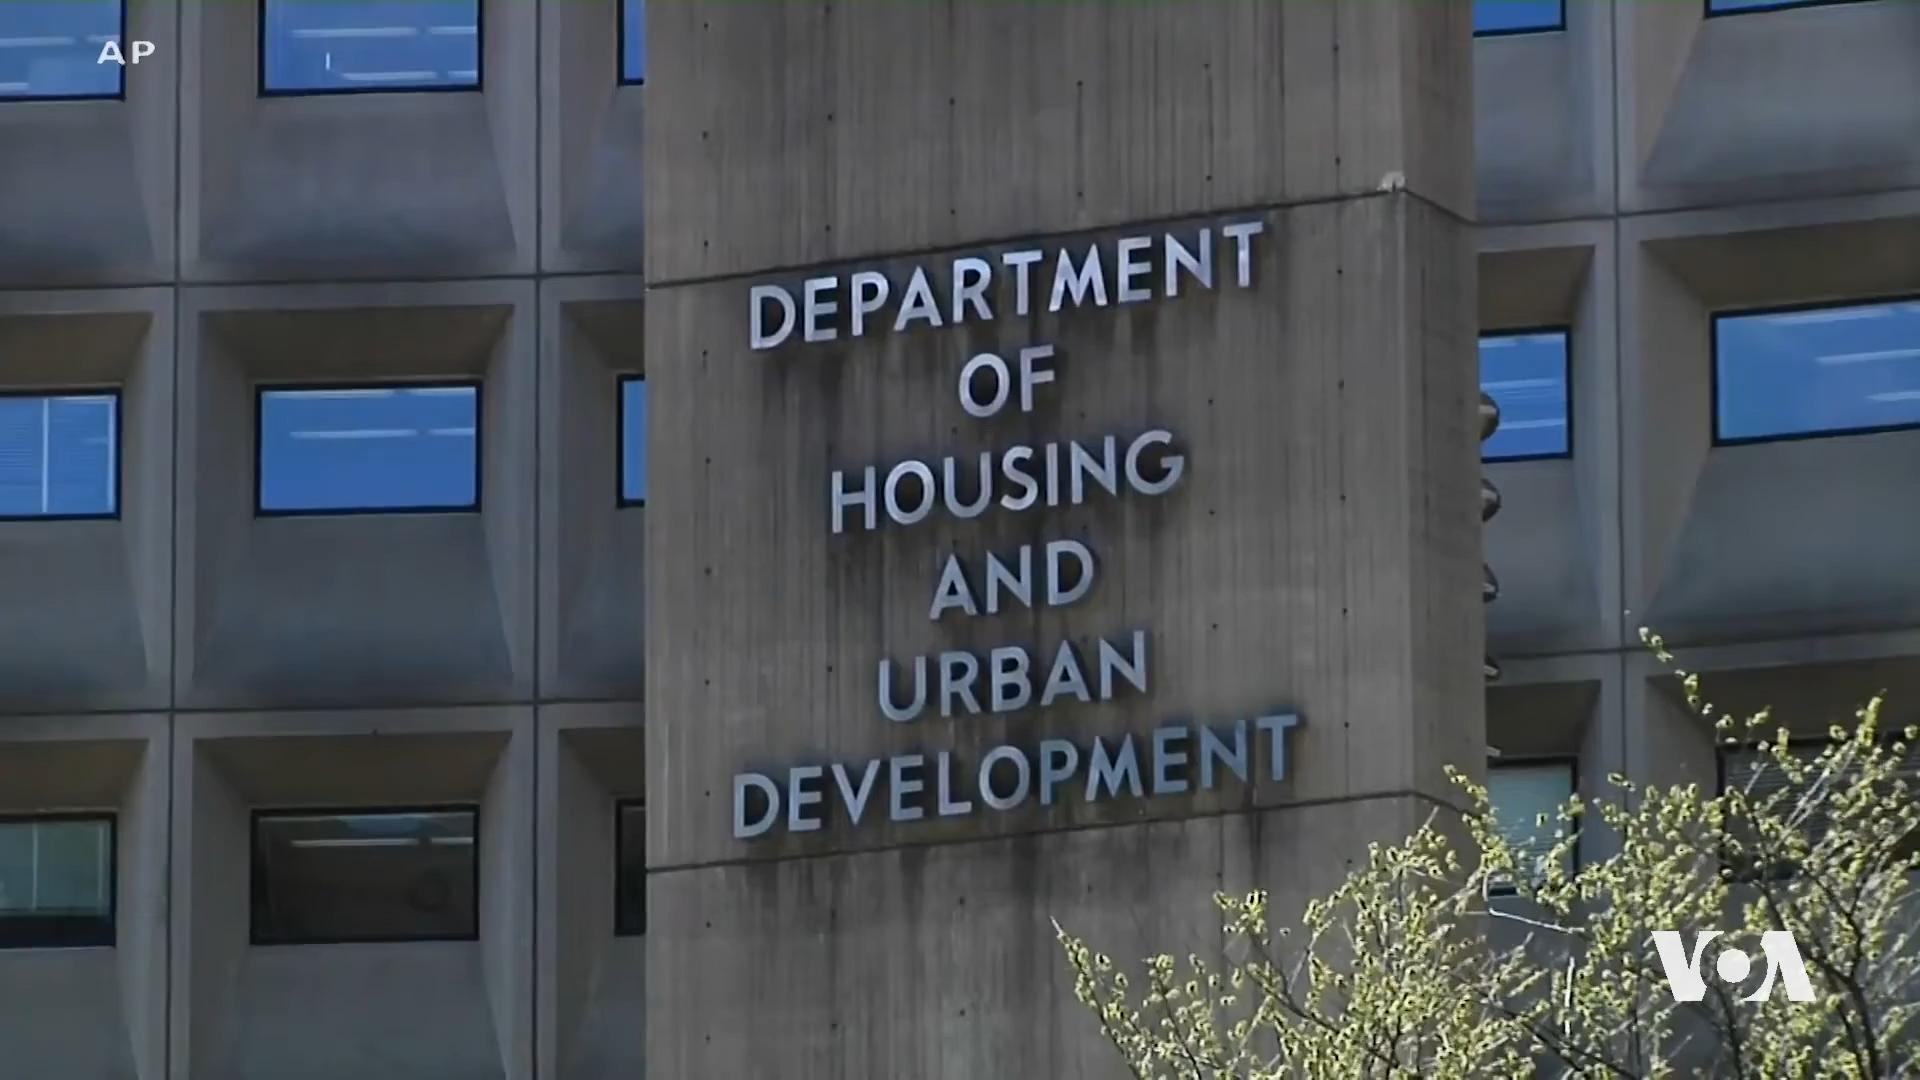 AP
DEPARTMENT
OF
HOUSING
AND
URBAN
DEVELOPMENT
VOA